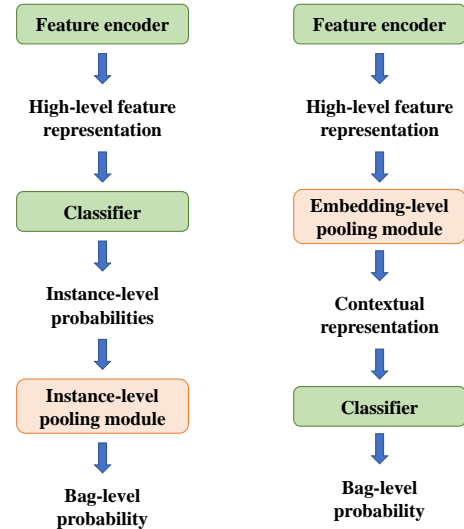 Feature encoder
High-level feature
representation
Classifier
Instance-level
probabilities
Instance-level
pooling module
Bag-level
probability
Feature encoder
High-level feature
representation
Embedding-level
pooling module
Contextual
representation
Classifier
Bag-level
probability